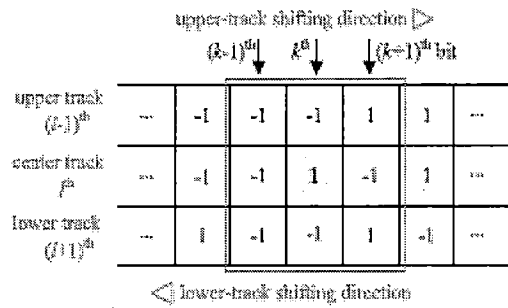 upper-track shifting direction ▷
(k-1)th kth (k+1)th bit
upper track (l-1)th ... -1 -1 -1 1 1 ...
center track lth ... -1 -1 1 -1 1 ...
lower track (l+1)th ... 1 -1 -1 1 -1 ...
◁ lower-track shifting direction